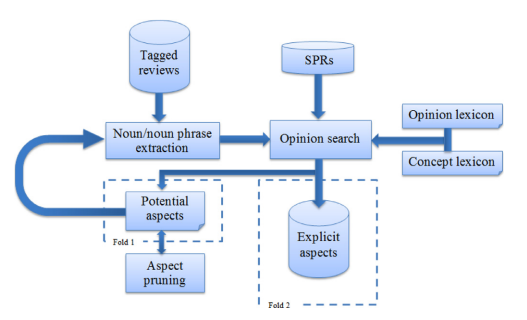 Tagged
reviews
SPRs
Opinion lexicon
Noun/noun phrase
extraction
Opinion search
Concept lexicon
Potential
aspects
Fold 1
Explicit
aspects
Aspect
pruning
Fold 2